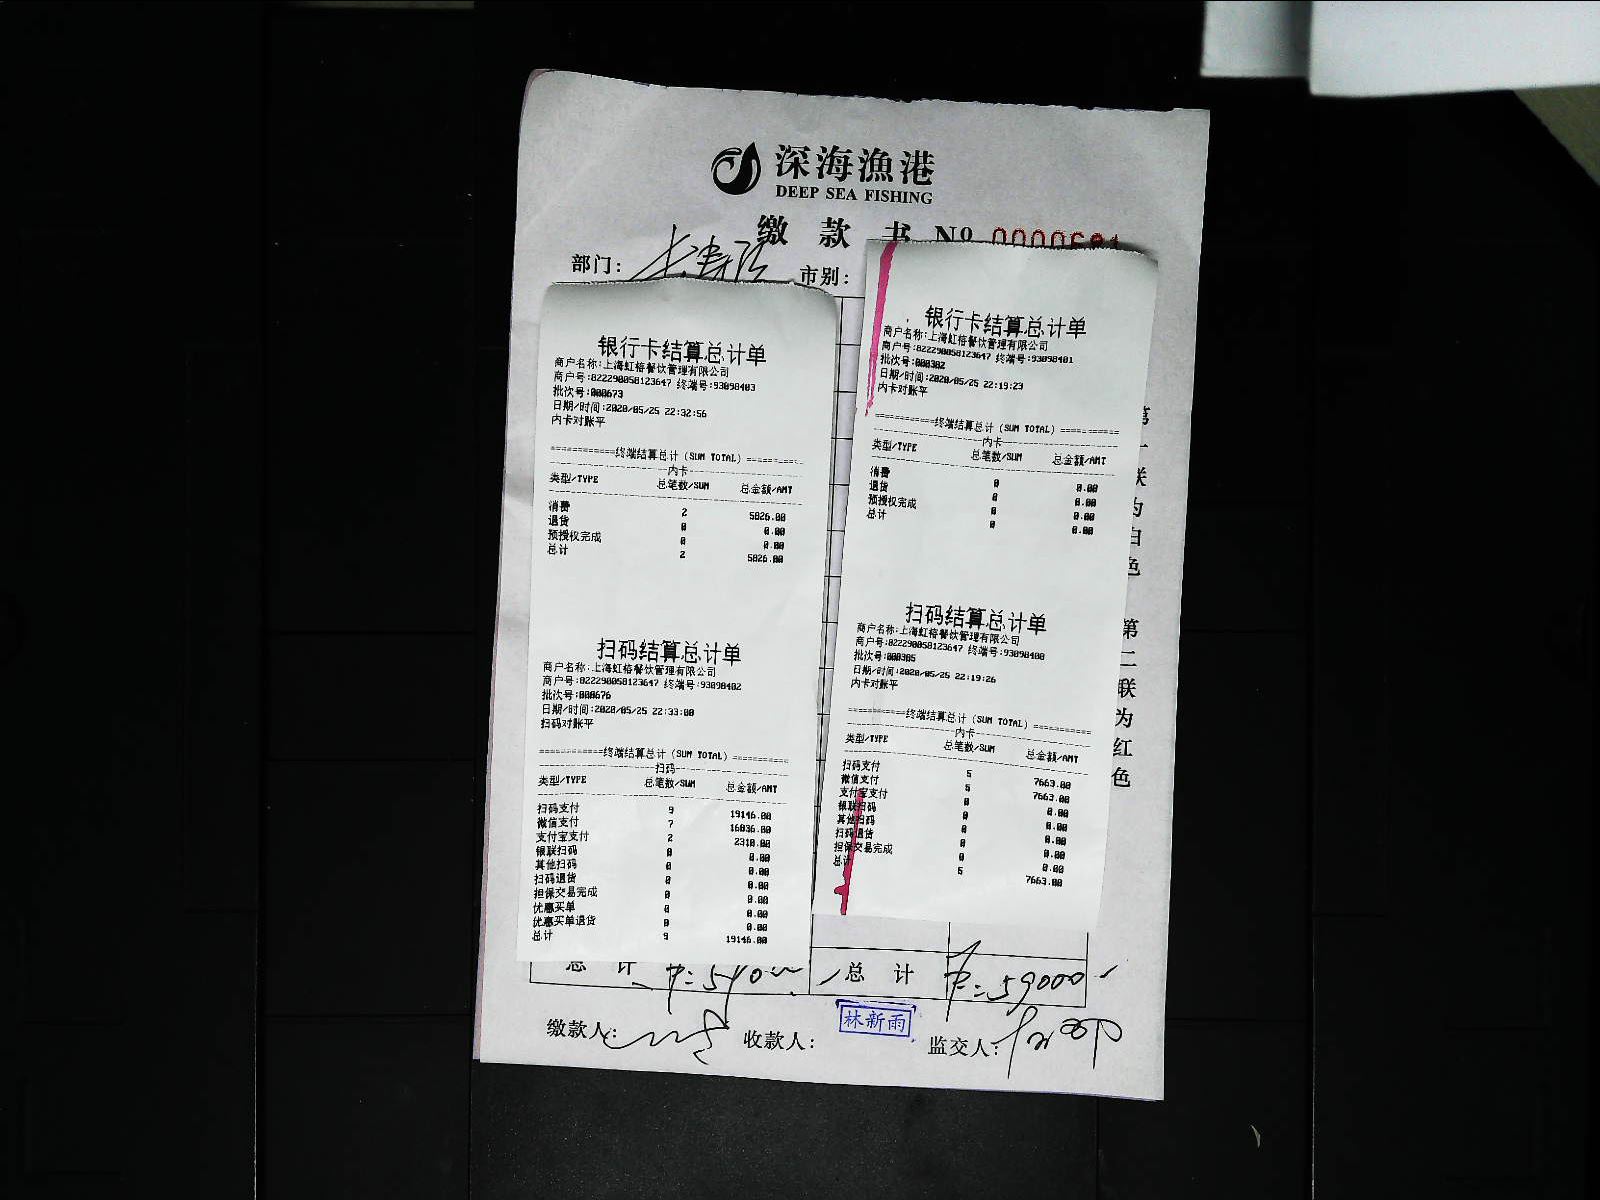 深海漁港
DEEP SEA FISHING
缴 款 书 Nº
部门:
市别:
银行卡结算总计单
商户名称:上海虹榕餐饮管理有限公司
商户号:822290058123647 终端号:93098403
批次号:000673
日期/时间:2020/05/25 22:32:56
内卡对账平
============终端结算总计 (SUM TOTAL) ==========
内卡
类型/TYPE 总笔数/SUM 总金额/AMT
消费 2 5826.00
退货 0 0.00
预授权完成 0 0.00
总计 2 5826.00
扫码结算总计单
商户名称:上海虹榕餐饮管理有限公司
商户号:822290058123647 终端号:93098402
批次号:000676
日期/时间:2020/05/25 22:33:00
扫码对账平
============终端结算总计 (SUM TOTAL) ==========
扫码
类型/TYPE 总笔数/SUM 总金额/AMT
扫码支付 9 19146.00
微信支付 7 16836.00
支付宝支付 2 2310.00
银联扫码 0 0.00
其他扫码 0 0.00
扫码退货 0 0.00
担保交易完成 0 0.00
优惠买单 0 0.00
优惠买单退货 0 0.00
总计 9 19146.00
银行卡结算总计单
商户名称:上海虹榕餐饮管理有限公司
商户号:822290058123647 终端号:93098401
批次号:000382
日期/时间:2020/05/25 22:19:23
内卡对账平
===========终端结算总计 (SUM TOTAL) ===========
内卡
类型/TYPE 总笔数/SUM 总金额/AMT
消费 0 0.00
退货 0 0.00
预授权完成 0 0.00
总计 0 0.00
扫码结算总计单
商户名称:上海虹榕餐饮管理有限公司
商户号:822290058123647 终端号:93098400
批次号:000385
日期/时间:2020/05/25 22:19:26
内卡对账平
===========终端结算总计 (SUM TOTAL) ===========
内卡
类型/TYPE 总笔数/SUM 总金额/AMT
扫码支付 5 7663.00
微信支付 5 7663.00
支付宝支付 0 0.00
银联扫码 0 0.00
其他扫码 0 0.00
扫码退货 0 0.00
担保交易完成 0 0.00
总计 5 7663.00
第一联为白色 第二联为红色
总 计
总 计 59000
缴款人:
收款人: 林新雨
监交人: